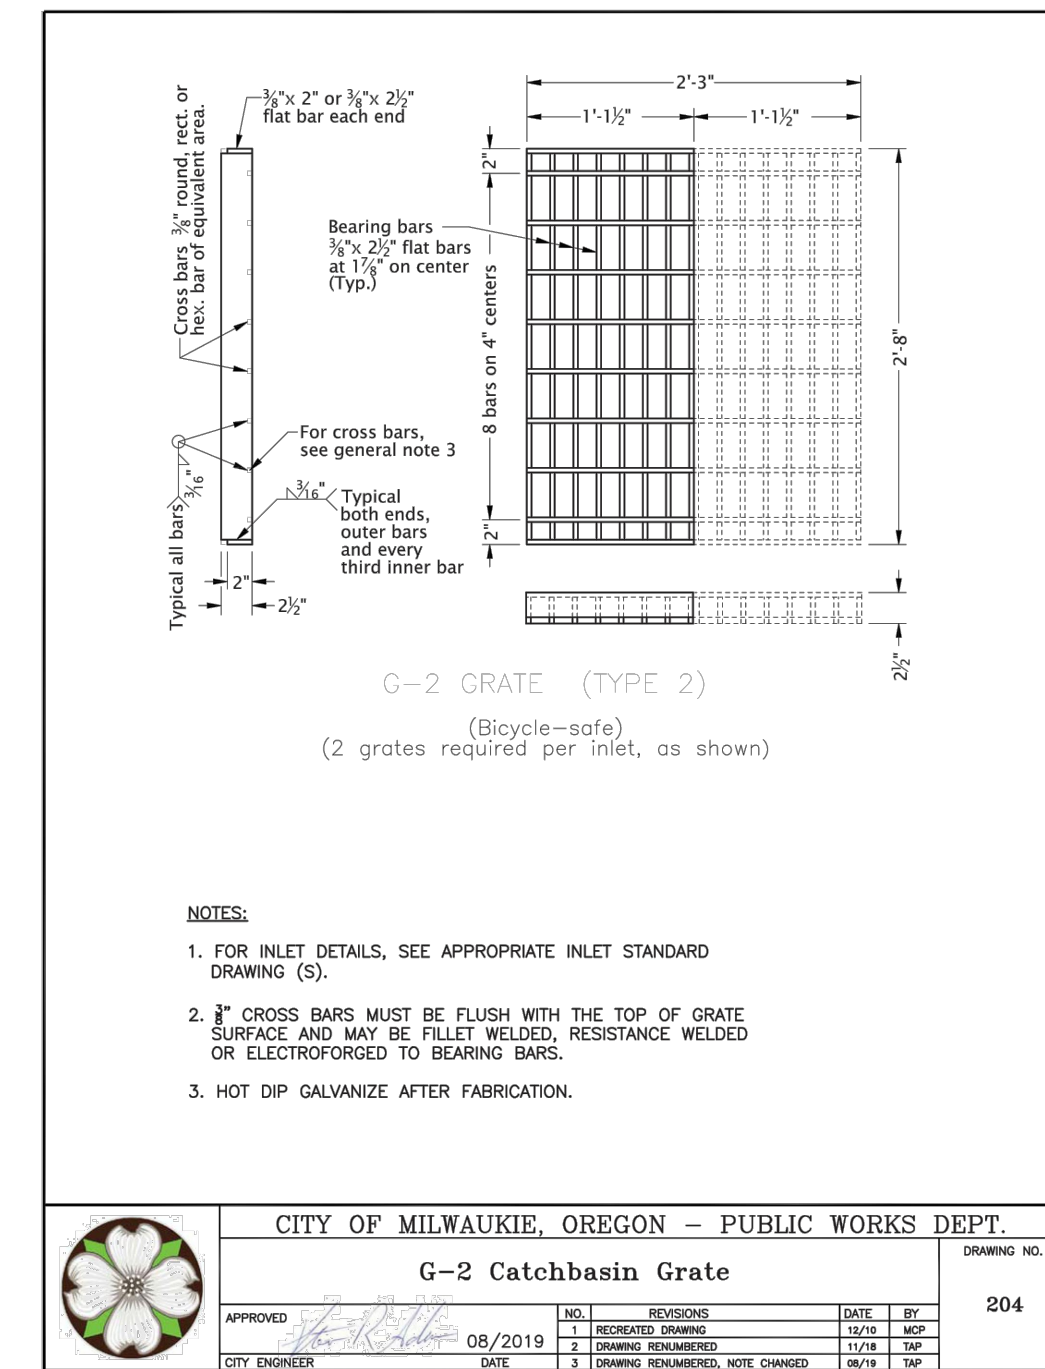 Cross bars ⅜" round, rect. or
hex. bar of equivalent area.
⅜"x 2" or ⅜"x 2½"
flat bar each end
2'-3"
1'-1½"
1'-1½"
2"
Bearing bars
⅜"x 2½" flat bars
at 1⅞" on center
(Typ.)
8 bars on 4" centers
2'-8"
For cross bars,
see general note 3
3/16"
Typical all bars
3/16"
Typical
both ends,
outer bars
and every
third inner bar
2"
2"
2½"
2½"
G-2 GRATE (TYPE 2)
(Bicycle-safe)
(2 grates required per inlet, as shown)
NOTES:
1. FOR INLET DETAILS, SEE APPROPRIATE INLET STANDARD
DRAWING (S).
2. ⅜" CROSS BARS MUST BE FLUSH WITH THE TOP OF GRATE
SURFACE AND MAY BE FILLET WELDED, RESISTANCE WELDED
OR ELECTROFORGED TO BEARING BARS.
3. HOT DIP GALVANIZE AFTER FABRICATION.
CITY OF MILWAUKIE, OREGON - PUBLIC WORKS DEPT.
G-2 Catchbasin Grate
DRAWING NO.
204
APPROVED
08/2019
CITY ENGINEER DATE
NO. REVISIONS DATE BY
1 RECREATED DRAWING 12/10 MCP
2 DRAWING RENUMBERED 11/18 TAP
3 DRAWING RENUMBERED, NOTE CHANGED 08/19 TAP